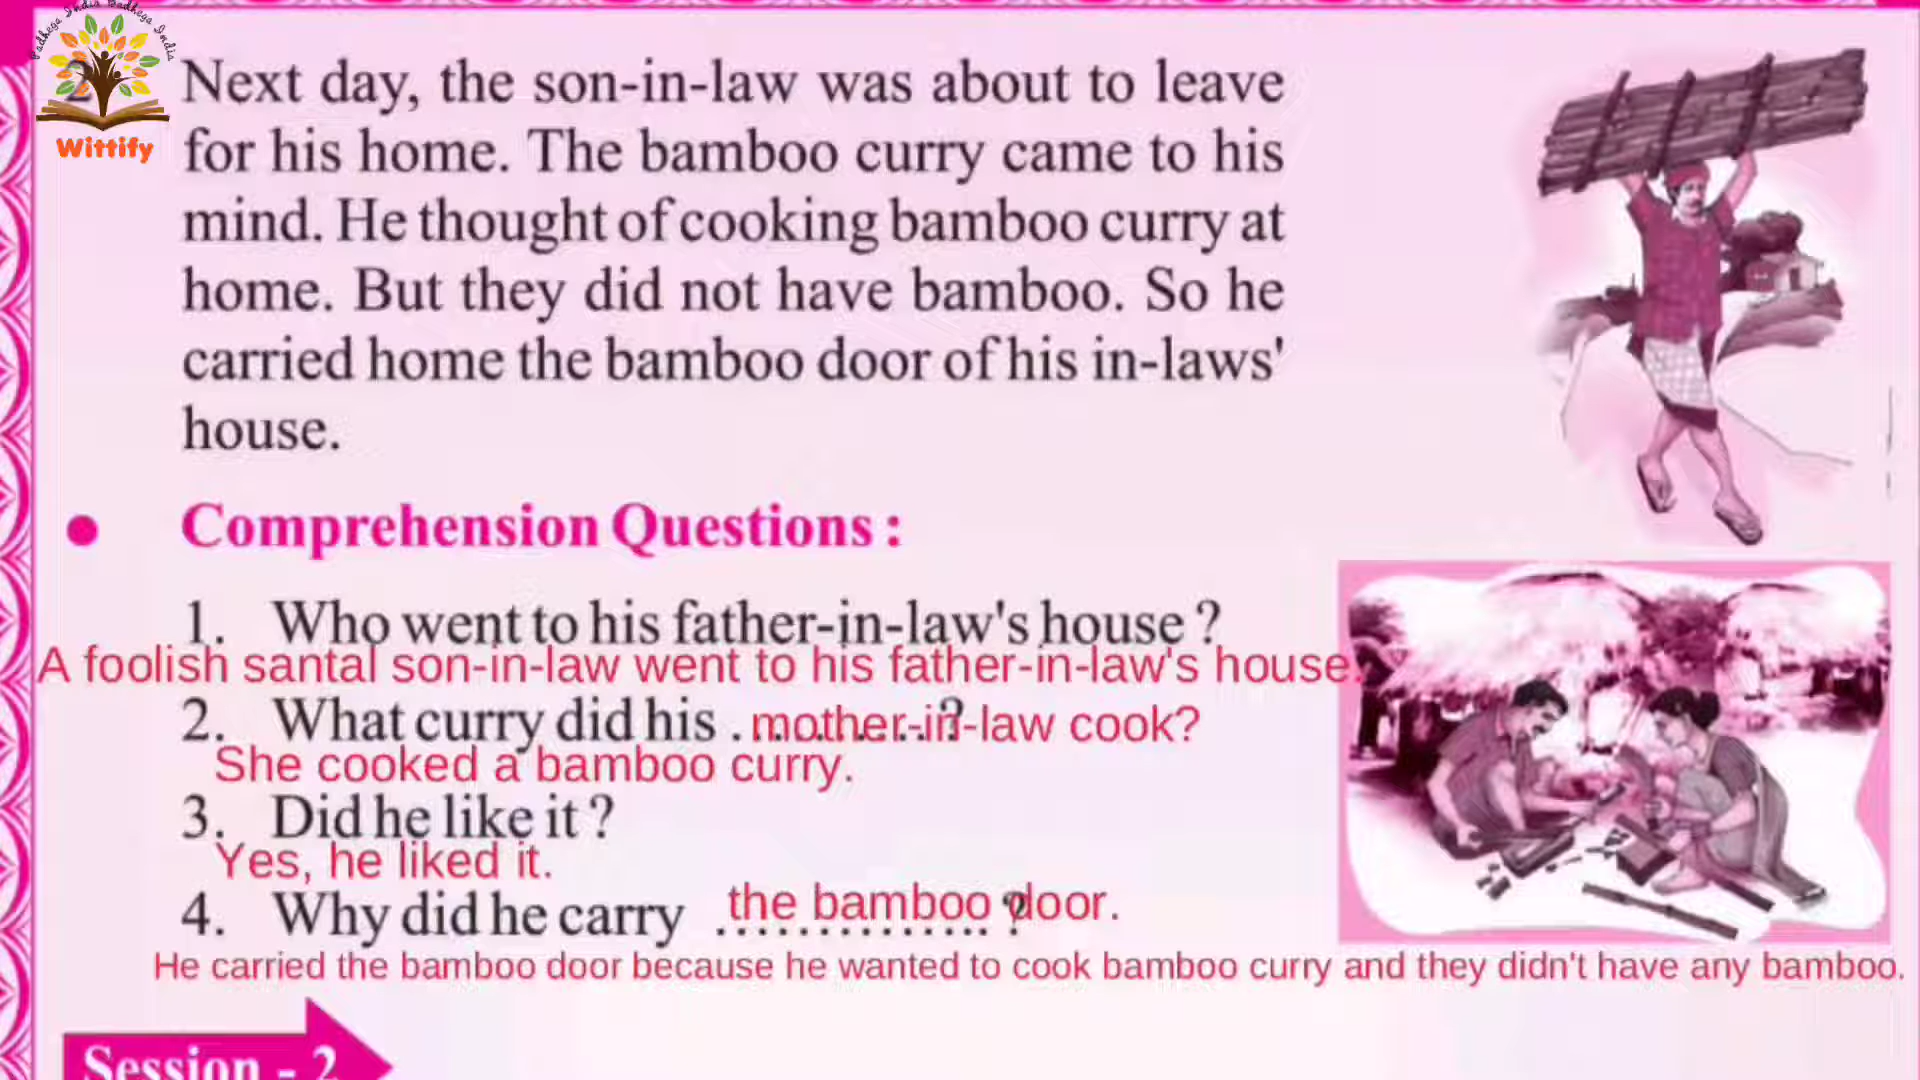 Padhega India Badhega India
Wittify
2
Next day, the son-in-law was about to leave
for his home. The bamboo curry came to his
mind. He thought of cooking bamboo curry at
home. But they did not have bamboo. So he
carried home the bamboo door of his in-laws'
house.
● Comprehension Questions :
1. Who went to his father-in-law's house ?
A foolish santal son-in-law went to his father-in-law's house.
2. What curry did his ..............? mother-in-law cook?
She cooked a bamboo curry.
3. Did he like it ?
Yes, he liked it.
4. Why did he carry ..............? the bamboo door.
He carried the bamboo door because he wanted to cook bamboo curry and they didn't have any bamboo.
Session - 2